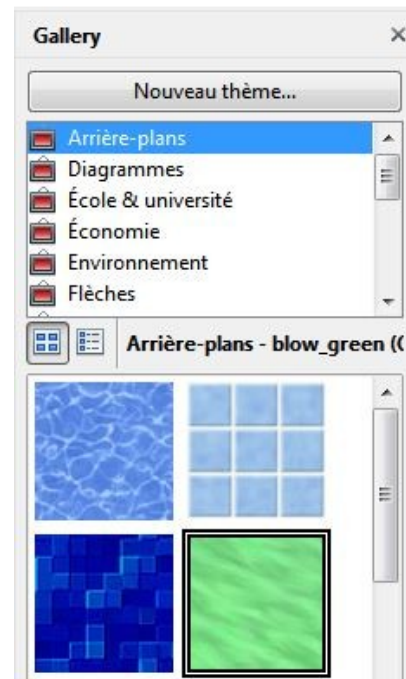 Gallery
Nouveau thème...
Arrière-plans
Diagrammes
École & université
Économie
Environnement
Flèches
Arrière-plans - blow_green (